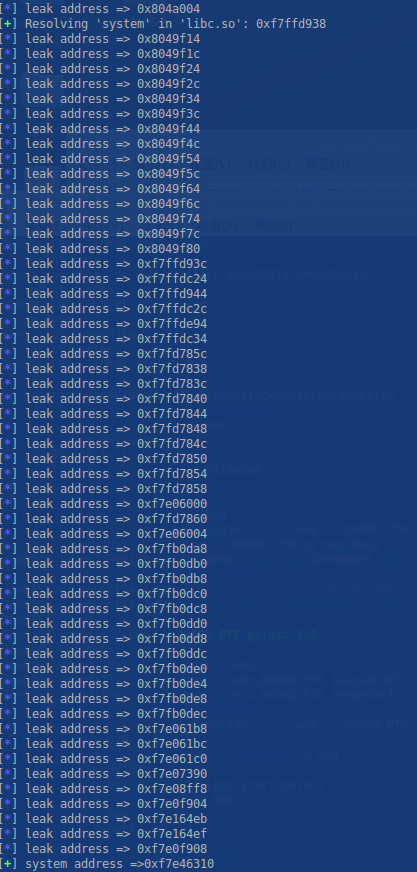 [*] leak address => 0x804a004
[+] Resolving 'system' in 'libc.so': 0xf7ffd938
[*] leak address => 0x8049f14
[*] leak address => 0x8049f1c
[*] leak address => 0x8049f24
[*] leak address => 0x8049f2c
[*] leak address => 0x8049f34
[*] leak address => 0x8049f3c
[*] leak address => 0x8049f44
[*] leak address => 0x8049f4c
[*] leak address => 0x8049f54
[*] leak address => 0x8049f5c
[*] leak address => 0x8049f64
[*] leak address => 0x8049f6c
[*] leak address => 0x8049f74
[*] leak address => 0x8049f7c
[*] leak address => 0x8049f80
[*] leak address => 0xf7ffd93c
[*] leak address => 0xf7ffdc24
[*] leak address => 0xf7ffd944
[*] leak address => 0xf7ffdc2c
[*] leak address => 0xf7ffde94
[*] leak address => 0xf7ffdc34
[*] leak address => 0xf7fd785c
[*] leak address => 0xf7fd7838
[*] leak address => 0xf7fd783c
[*] leak address => 0xf7fd7840
[*] leak address => 0xf7fd7844
[*] leak address => 0xf7fd7848
[*] leak address => 0xf7fd784c
[*] leak address => 0xf7fd7850
[*] leak address => 0xf7fd7854
[*] leak address => 0xf7fd7858
[*] leak address => 0xf7e06000
[*] leak address => 0xf7fd7860
[*] leak address => 0xf7e06004
[*] leak address => 0xf7fb0da8
[*] leak address => 0xf7fb0db0
[*] leak address => 0xf7fb0db8
[*] leak address => 0xf7fb0dc0
[*] leak address => 0xf7fb0dc8
[*] leak address => 0xf7fb0dd0
[*] leak address => 0xf7fb0dd8
[*] leak address => 0xf7fb0ddc
[*] leak address => 0xf7fb0de0
[*] leak address => 0xf7fb0de4
[*] leak address => 0xf7fb0de8
[*] leak address => 0xf7fb0dec
[*] leak address => 0xf7e061b8
[*] leak address => 0xf7e061bc
[*] leak address => 0xf7e061c0
[*] leak address => 0xf7e07390
[*] leak address => 0xf7e08ff8
[*] leak address => 0xf7e0f904
[*] leak address => 0xf7e164eb
[*] leak address => 0xf7e164ef
[*] leak address => 0xf7e0f908
[+] system address =>0xf7e46310